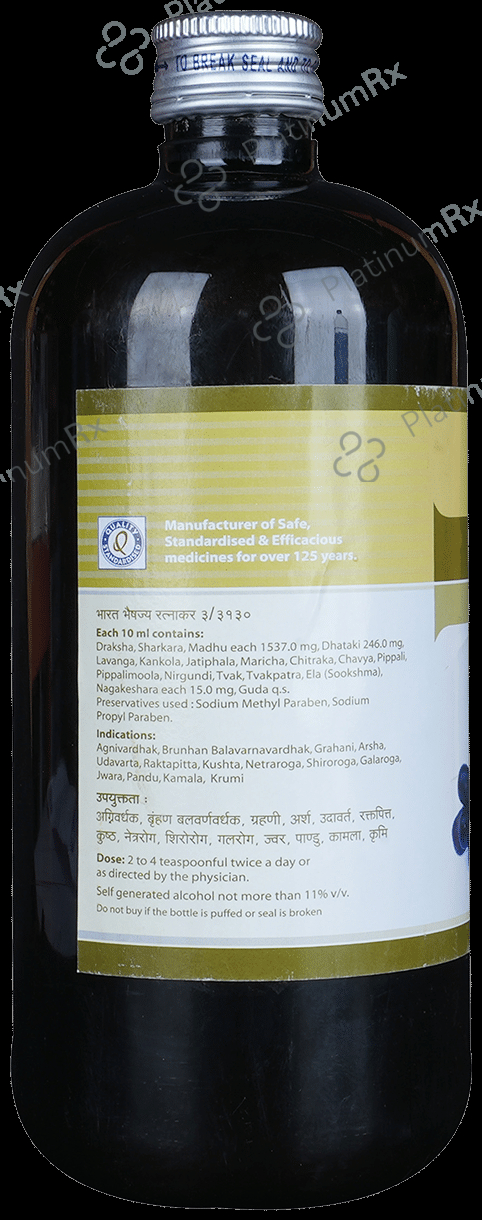 TO BREAK SEAL AND TO
PlatinumRx
PlatinumRx
PlatinumRx
PlatinumRx
QUALITY
Q
STANDARDISED
Manufacturer of Safe,
Standardised & Efficacious
medicines for over 125 years.
भारत भैषज्य रत्नाकर ३/३१३०
Each 10 ml contains:
Draksha, Sharkara, Madhu each 1537.0 mg, Dhataki 246.0 mg,
Lavanga, Kankola, Jatiphala, Maricha, Chitraka, Chavya, Pippali,
Pippalimoola, Nirgundi, Tvak, Tvakpatra, Ela (Sookshma),
Nagakeshara each 15.0 mg, Guda q.s.
Preservatives used : Sodium Methyl Paraben, Sodium
Propyl Paraben.
Indications:
Agnivardhak, Brunhan Balavarnavardhak, Grahani, Arsha,
Udavarta, Raktapitta, Kushta, Netraroga, Shiroroga, Galaroga,
Jwara, Pandu, Kamala, Krumi
उपयुक्तता :
अग्निवर्धक, बृंहण बलवर्णवर्धक, ग्रहणी, अर्श, उदावर्त, रक्तपित्त,
कुष्ठ, नेत्ररोग, शिरोरोग, गलरोग, ज्वर, पाण्डु, कामला, कृमि
Dose: 2 to 4 teaspoonful twice a day or
as directed by the physician.
Self generated alcohol not more than 11% v/v.
Do not buy if the bottle is puffed or seal is broken